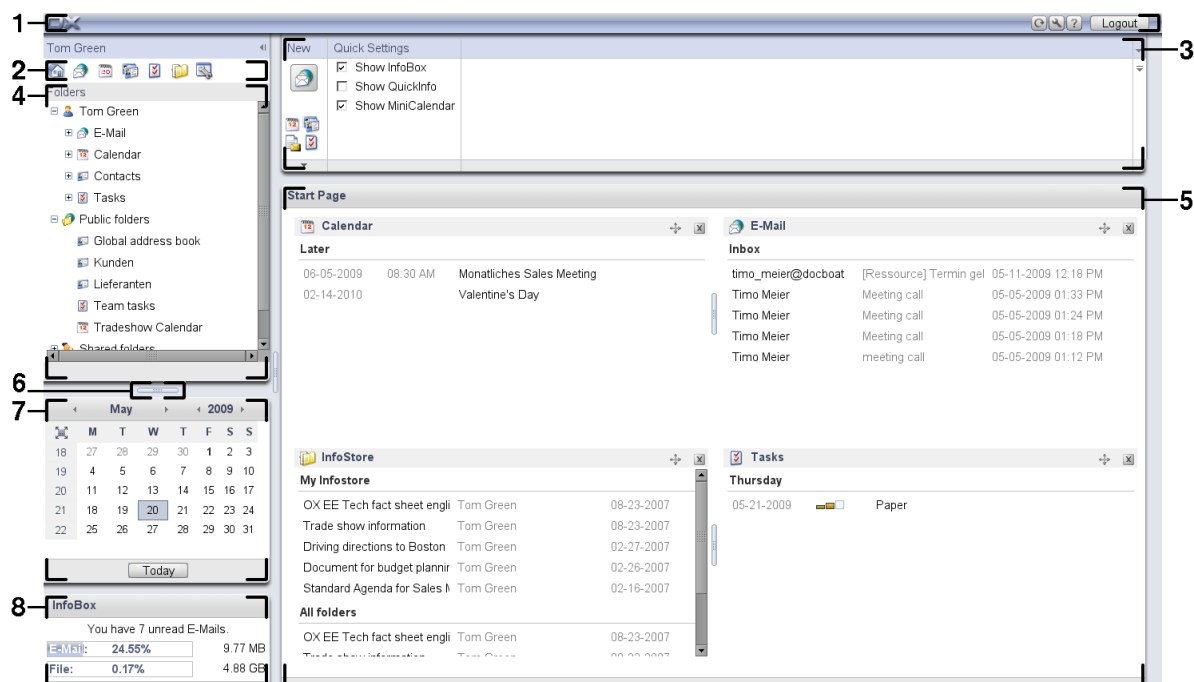 1
OX
Logout
Tom Green
New
Quick Settings
3
2
Show InfoBox
Show QuickInfo
Show MiniCalendar
4
Folders
Tom Green
E-Mail
Calendar
Contacts
Tasks
Public folders
Global address book
Kunden
Lieferanten
Team tasks
Tradeshow Calendar
Shared folders
Start Page
5
Calendar
Later
06-05-2009 08:30 AM Monatliches Sales Meeting
02-14-2010 Valentine's Day
E-Mail
Inbox
timo_meier@docboat [Ressource] Termin gel 05-11-2009 12:18 PM
Timo Meier Meeting call 05-05-2009 01:33 PM
Timo Meier Meeting call 05-05-2009 01:24 PM
Timo Meier Meeting call 05-05-2009 01:18 PM
Timo Meier meeting call 05-05-2009 01:12 PM
6
7
May 2009
M T W T F S S
18 27 28 29 30 1 2 3
19 4 5 6 7 8 9 10
20 11 12 13 14 15 16 17
21 18 19 20 21 22 23 24
22 25 26 27 28 29 30 31
Today
InfoStore
My Infostore
OX EE Tech fact sheet engli Tom Green 08-23-2007
Trade show information Tom Green 08-23-2007
Driving directions to Boston Tom Green 02-27-2007
Document for budget plannir Tom Green 02-26-2007
Standard Agenda for Sales M Tom Green 02-16-2007
All folders
OX EE Tech fact sheet engli Tom Green 08-23-2007
Trade show information Tom Green 08-23-2007
Tasks
Thursday
05-21-2009 Paper
8
InfoBox
You have 7 unread E-Mails.
E-Mail: 24.55% 9.77 MB
File: 0.17% 4.88 GB